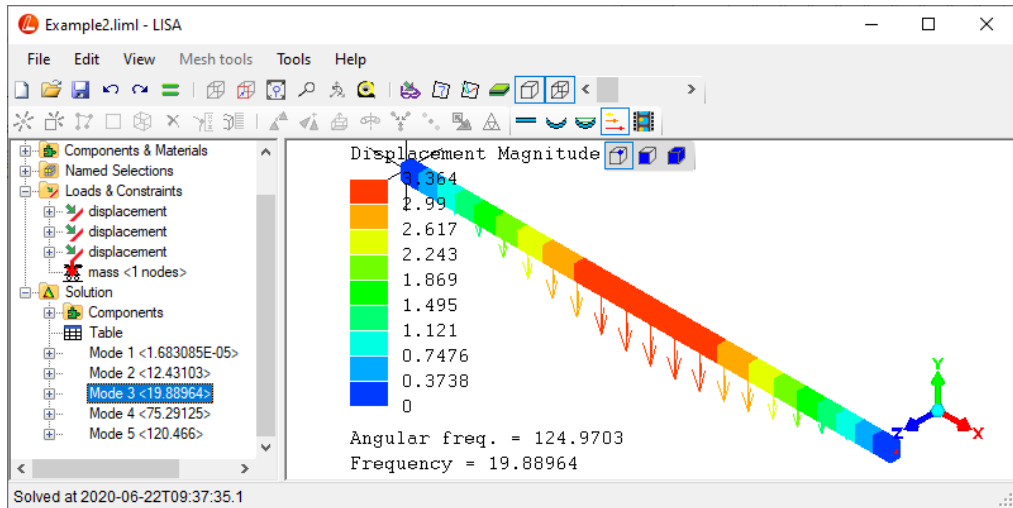 Example2.liml - LISA
File Edit View Mesh tools Tools Help
Components & Materials
Named Selections
Loads & Constraints
displacement
displacement
displacement
mass <1 nodes>
Solution
Components
Table
Mode 1 <1.683085E-05>
Mode 2 <12.43103>
Mode 3 <19.88964>
Mode 4 <75.29125>
Mode 5 <120.466>
Displacement Magnitude
3.364
2.99
2.617
2.243
1.869
1.495
1.121
0.7476
0.3738
0
Angular freq. = 124.9703
Frequency = 19.88964
Y
Z
X
Solved at 2020-06-22T09:37:35.1